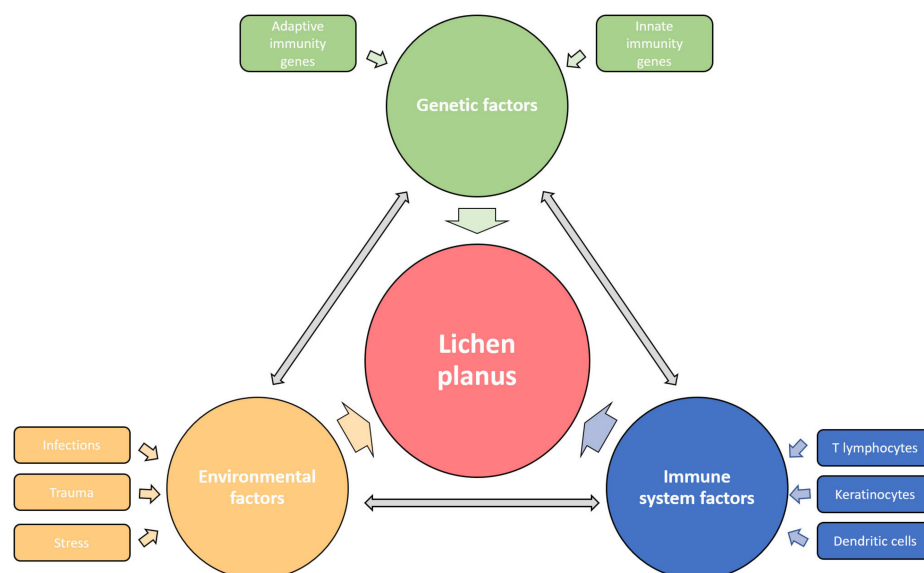 Adaptive
immunity
genes
Innate
immunity
genes
Genetic factors
Lichen
planus
Infections
Trauma
Stress
Environmental
factors
Immune
system factors
T lymphocytes
Keratinocytes
Dendritic cells